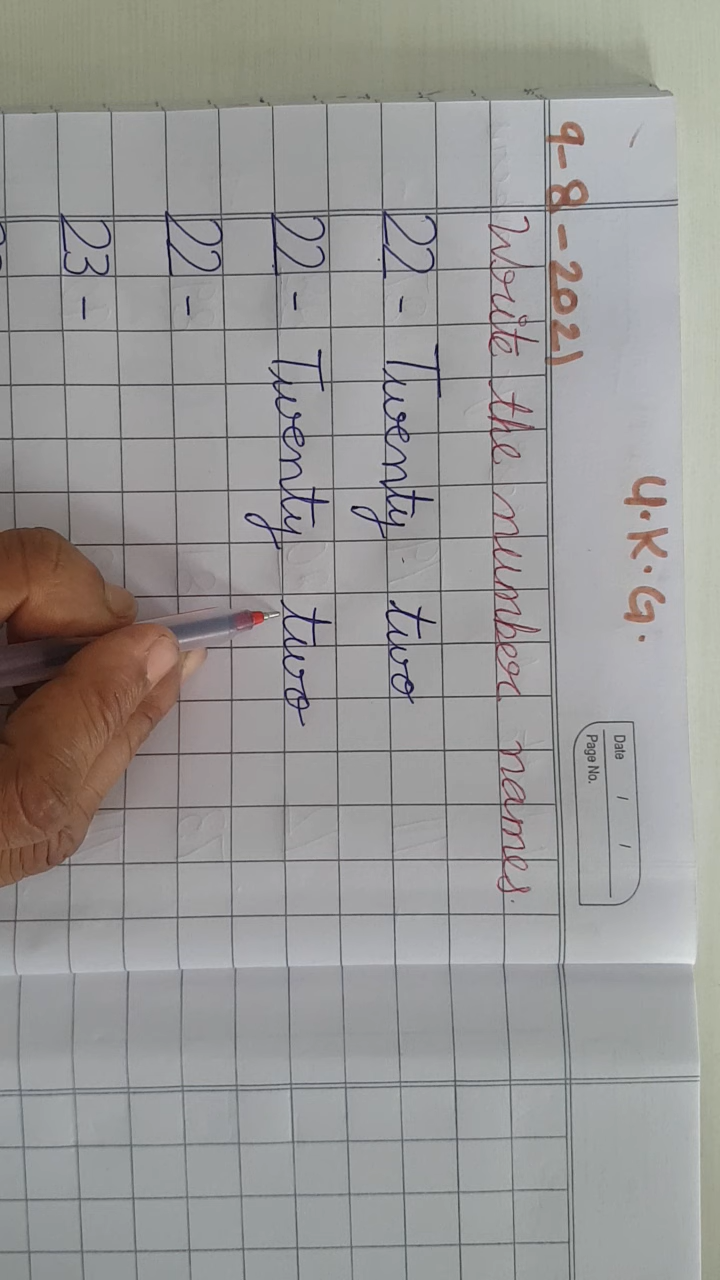 U.K.G.
Date / /
Page No.
9-8-2021
Write the number names.
22 - Twenty two
22 - Twenty two
22 -
23 -